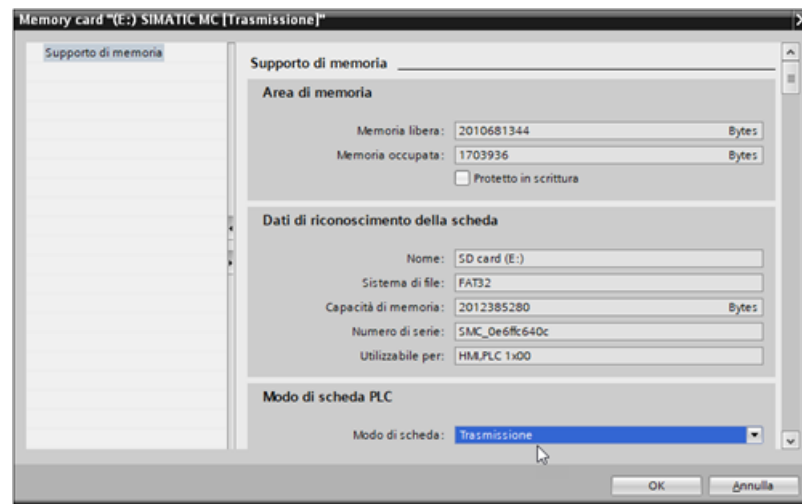 Memory card "(E:) SIMATIC MC [Trasmissione]"
Supporto di memoria
Supporto di memoria
Area di memoria
Memoria libera: 2010681344 Bytes
Memoria occupata: 1703936 Bytes
Protetto in scrittura
Dati di riconoscimento della scheda
Nome: SD card (E:)
Sistema di file: FAT32
Capacità di memoria: 2012385280 Bytes
Numero di serie: SMC_0e6ffc640c
Utilizzabile per: HMI,PLC 1x00
Modo di scheda PLC
Modo di scheda: Trasmissione
OK Annulla